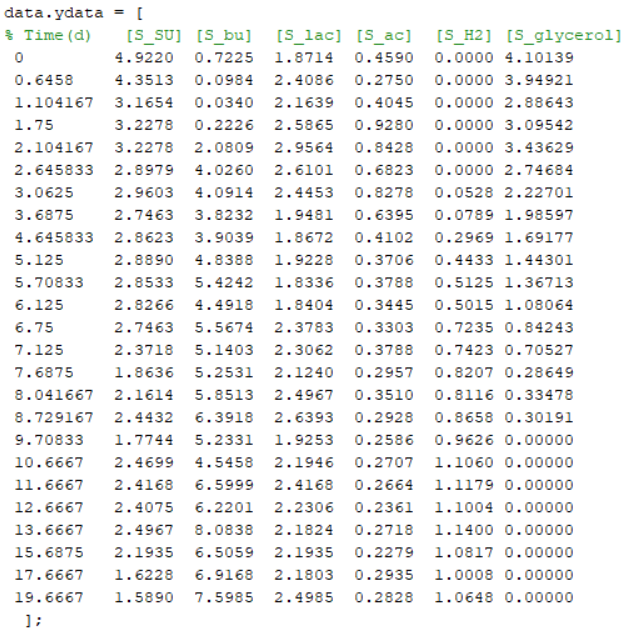 data.ydata = [
% Time(d) [S_SU] [S_bu] [S_lac] [S_ac] [S_H2] [S_glycerol]
0 4.9220 0.7225 1.8714 0.4590 0.0000 4.10139
0.6458 4.3513 0.0984 2.4086 0.2750 0.0000 3.94921
1.104167 3.1654 0.0340 2.1639 0.4045 0.0000 2.88643
1.75 3.2278 0.2226 2.5865 0.9280 0.0000 3.09542
2.104167 3.2278 2.0809 2.9564 0.8428 0.0000 3.43629
2.645833 2.8979 4.0260 2.6101 0.6823 0.0000 2.74684
3.0625 2.9603 4.0914 2.4453 0.8278 0.0528 2.22701
3.6875 2.7463 3.8232 1.9481 0.6395 0.0789 1.98597
4.645833 2.8623 3.9039 1.8672 0.4102 0.2969 1.69177
5.125 2.8890 4.8388 1.9228 0.3706 0.4433 1.44301
5.70833 2.8533 5.4242 1.8336 0.3788 0.5125 1.36713
6.125 2.8266 4.4918 1.8404 0.3445 0.5015 1.08064
6.75 2.7463 5.5674 2.3783 0.3303 0.7235 0.84243
7.125 2.3718 5.1403 2.3062 0.3788 0.7423 0.70527
7.6875 1.8636 5.2531 2.1240 0.2957 0.8207 0.28649
8.041667 2.1614 5.8513 2.4967 0.3510 0.8116 0.33478
8.729167 2.4432 6.3918 2.6393 0.2928 0.8658 0.30191
9.70833 1.7744 5.2331 1.9253 0.2586 0.9626 0.00000
10.6667 2.4699 4.5458 2.1946 0.2707 1.1060 0.00000
11.6667 2.4168 6.5999 2.4168 0.2664 1.1179 0.00000
12.6667 2.4075 6.2201 2.2306 0.2361 1.1004 0.00000
13.6667 2.4967 8.0838 2.1824 0.2718 1.1400 0.00000
15.6875 2.1935 6.5059 2.1935 0.2279 1.0817 0.00000
17.6667 1.6228 6.9168 2.1803 0.2935 1.0008 0.00000
19.6667 1.5890 7.5985 2.4985 0.2828 1.0648 0.00000
];